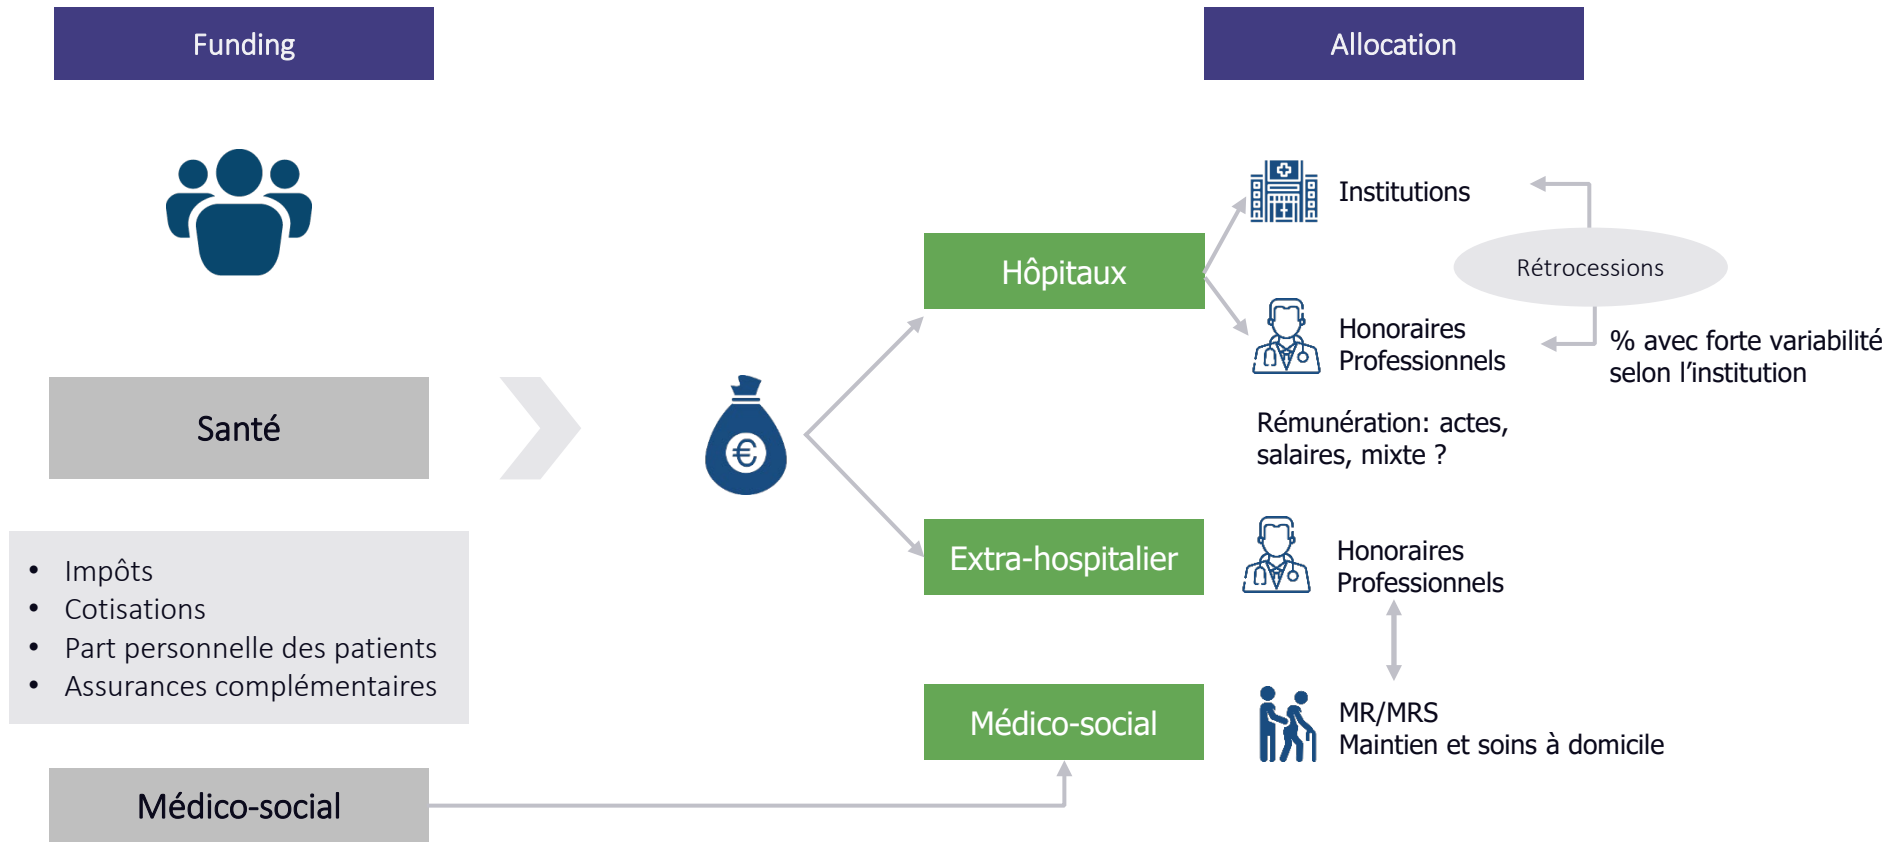 Funding
Allocation
Institutions
Rétrocessions
Hôpitaux
Honoraires
Professionnels
% avec forte variabilité
selon l’institution
Santé
Rémunération: actes,
salaires, mixte ?
€
Extra-hospitalier
Honoraires
Professionnels
• Impôts
• Cotisations
• Part personnelle des patients
• Assurances complémentaires
Médico-social
MR/MRS
Maintien et soins à domicile
Médico-social